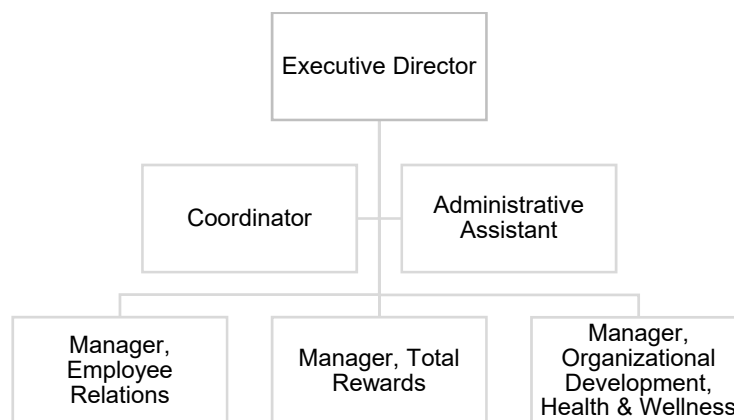 Executive Director
Coordinator
Administrative
Assistant
Manager,
Employee
Relations
Manager, Total
Rewards
Manager,
Organizational
Development,
Health & Wellness